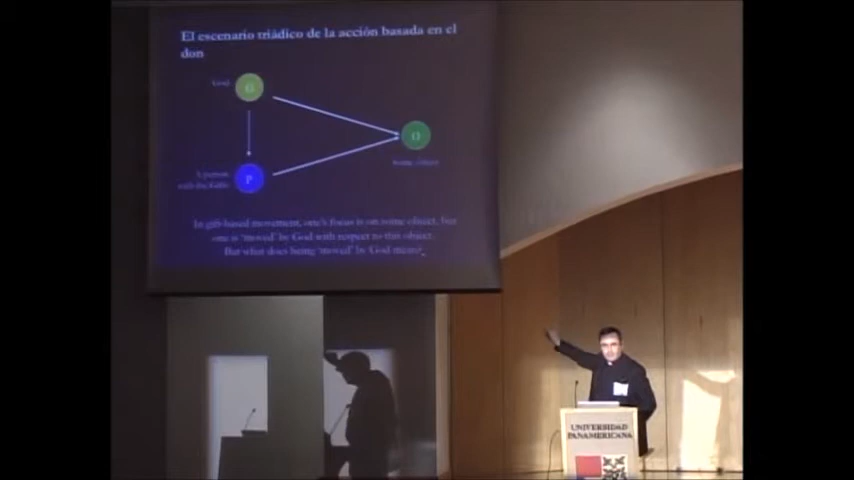 El escenario triádico de la acción basada en el
don
God
G
O
Some object
A person
with the Gifts
P
In gift-based movement, one's focus is on some object, but
one is 'moved' by God with respect to this object.
But what does being 'moved' by God mean?
UNIVERSIDAD
PANAMERICANA